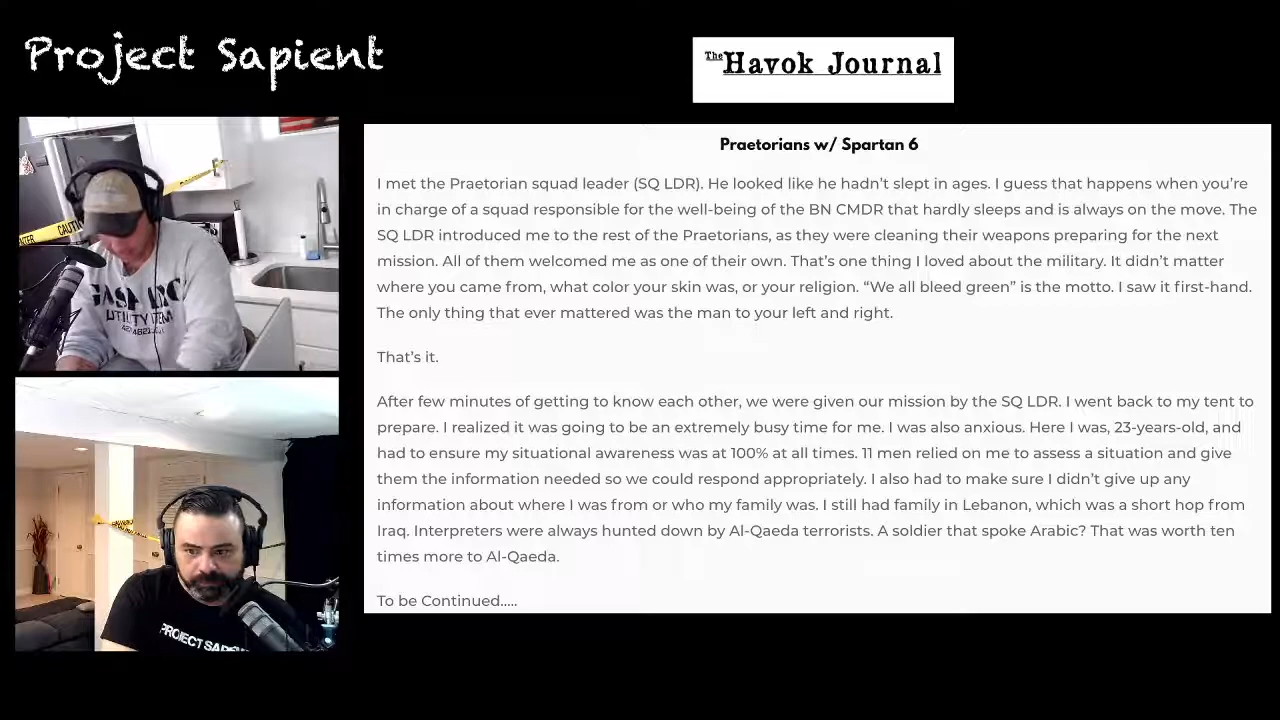 Project Sapient
The Havok Journal
Praetorians w/ Spartan 6
I met the Praetorian squad leader (SQ LDR). He looked like he hadn’t slept in ages. I guess that happens when you’re
in charge of a squad responsible for the well-being of the BN CMDR that hardly sleeps and is always on the move. The
SQ LDR introduced me to the rest of the Praetorians, as they were cleaning their weapons preparing for the next
mission. All of them welcomed me as one of their own. That’s one thing I loved about the military. It didn’t matter
where you came from, what color your skin was, or your religion. “We all bleed green” is the motto. I saw it first-hand.
The only thing that ever mattered was the man to your left and right.
That’s it.
After few minutes of getting to know each other, we were given our mission by the SQ LDR. I went back to my tent to
prepare. I realized it was going to be an extremely busy time for me. I was also anxious. Here I was, 23-years-old, and
had to ensure my situational awareness was at 100% at all times. 11 men relied on me to assess a situation and give
them the information needed so we could respond appropriately. I also had to make sure I didn’t give up any
information about where I was from or who my family was. I still had family in Lebanon, which was a short hop from
Iraq. Interpreters were always hunted down by Al-Qaeda terrorists. A soldier that spoke Arabic? That was worth ten
times more to Al-Qaeda.
To be Continued.....
UTILITY
PROJECT